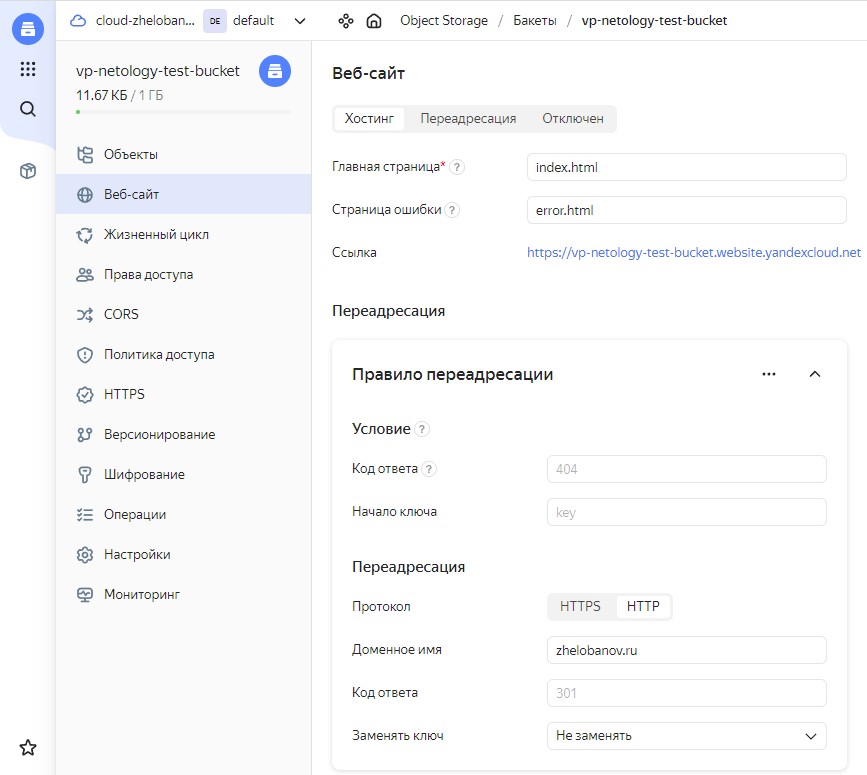 cloud-zheloban... DE default
Object Storage / Бакеты / vp-netology-test-bucket
vp-netology-test-bucket
11.67 КБ / 1 ГБ
Объекты
Веб-сайт
Жизненный цикл
Права доступа
CORS
Политика доступа
HTTPS
Версионирование
Шифрование
Операции
Настройки
Мониторинг
Веб-сайт
Хостинг Переадресация Отключен
Главная страница* ? index.html
Страница ошибки ? error.html
Ссылка https://vp-netology-test-bucket.website.yandexcloud.net
Переадресация
Правило переадресации
Условие ?
Код ответа ? 404
Начало ключа key
Переадресация
Протокол HTTPS HTTP
Доменное имя zhelobanov.ru
Код ответа 301
Заменять ключ Не заменять